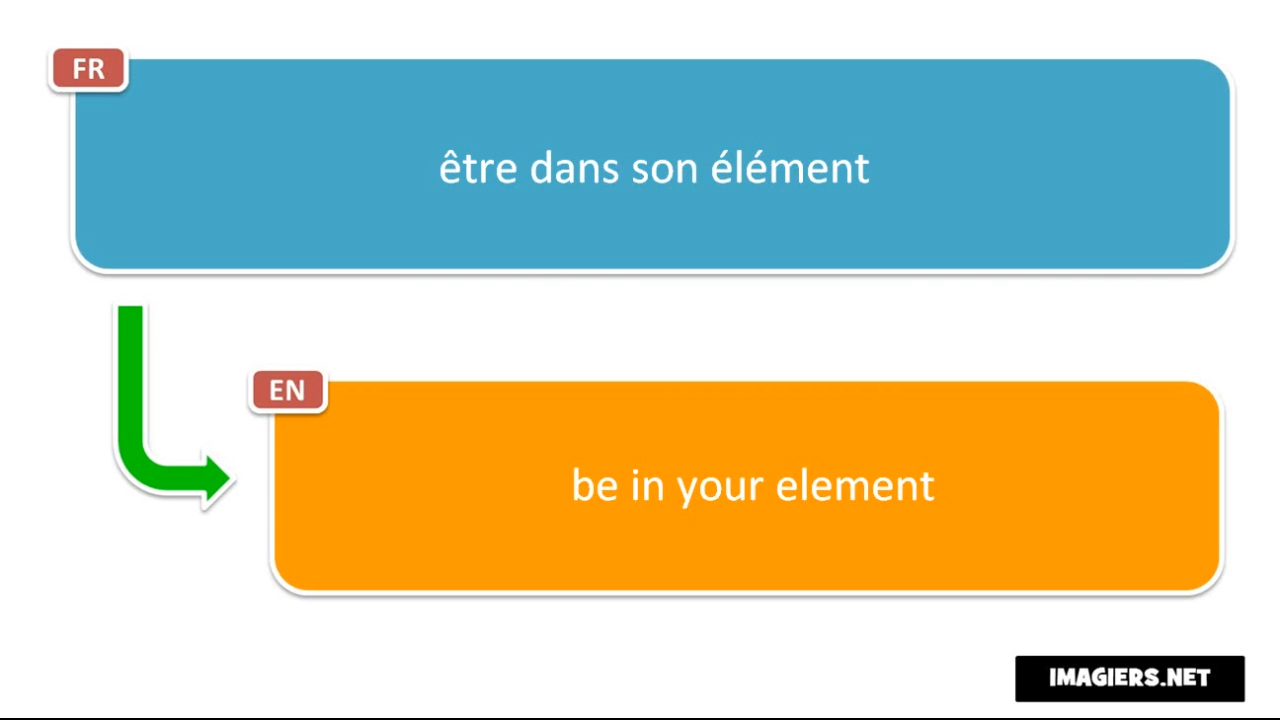 FR
être dans son élément
EN
be in your element
IMAGIERS.NET